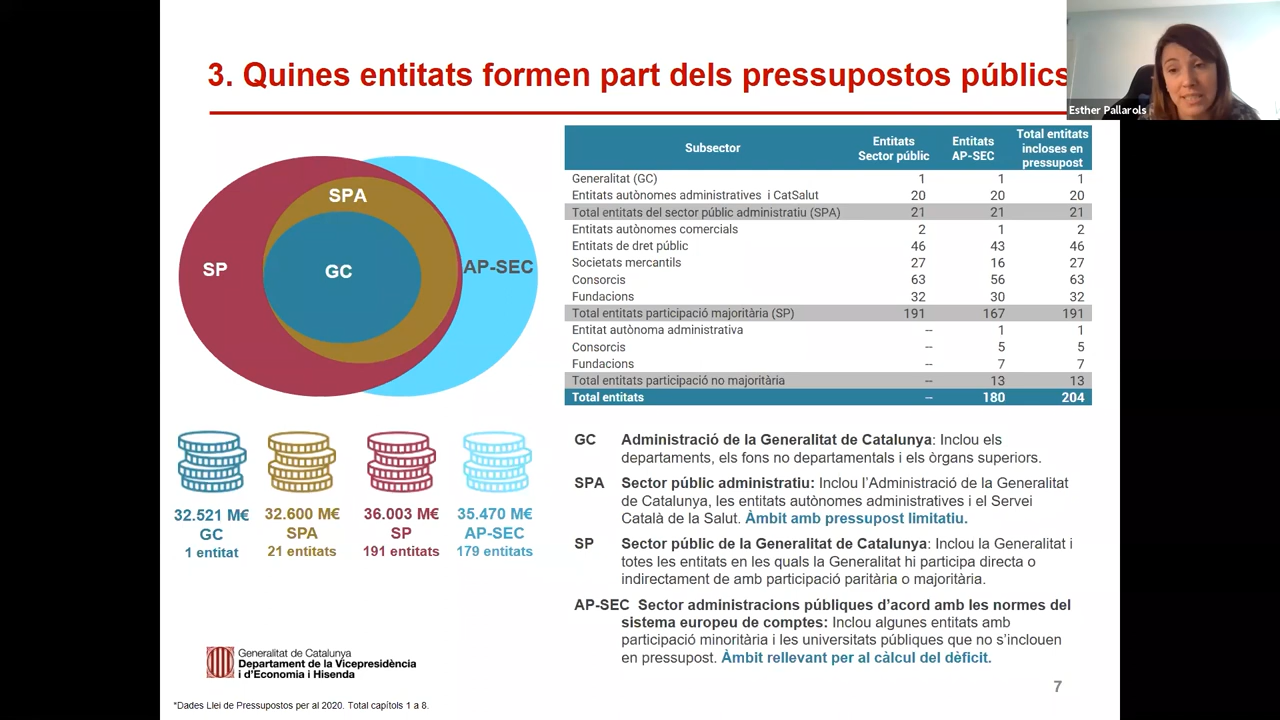 3. Quines entitats formen part dels pressupostos públics
Esther Pallarols
SPA
SP
GC
AP-SEC
Subsector Entitats Sector públic Entitats AP-SEC Total entitats incloses en pressupost
Generalitat (GC) 1 1 1
Entitats autònomes administratives i CatSalut 20 20 20
Total entitats del sector públic administratiu (SPA) 21 21 21
Entitats autònomes comercials 2 1 2
Entitats de dret públic 46 43 46
Societats mercantils 27 16 27
Consorcis 63 56 63
Fundacions 32 30 32
Total entitats participació majoritària (SP) 191 167 191
Entitat autònoma administrativa -- 1 1
Consorcis -- 5 5
Fundacions -- 7 7
Total entitats participació no majoritària -- 13 13
Total entitats -- 180 204
32.521 M€
GC
1 entitat
32.600 M€
SPA
21 entitats
36.003 M€
SP
191 entitats
35.470 M€
AP-SEC
179 entitats
GC Administració de la Generalitat de Catalunya: Inclou els
departaments, els fons no departamentals i els òrgans superiors.
SPA Sector públic administratiu: Inclou l'Administració de la Generalitat
de Catalunya, les entitats autònomes administratives i el Servei
Català de la Salut. Àmbit amb pressupost limitatiu.
SP Sector públic de la Generalitat de Catalunya: Inclou la Generalitat i
totes les entitats en les quals la Generalitat hi participa directa o
indirectament de amb participació paritària o majoritària.
AP-SEC Sector administracions públiques d'acord amb les normes del
sistema europeu de comptes: Inclou algunes entitats amb
participació minoritària i les universitats públiques que no s'inclouen
en pressupost. Àmbit rellevant per al càlcul del dèficit.
Generalitat de Catalunya
Departament de la Vicepresidència
i d'Economia i Hisenda
7
*Dades Llei de Pressupostos per al 2020. Total capítols 1 a 8.